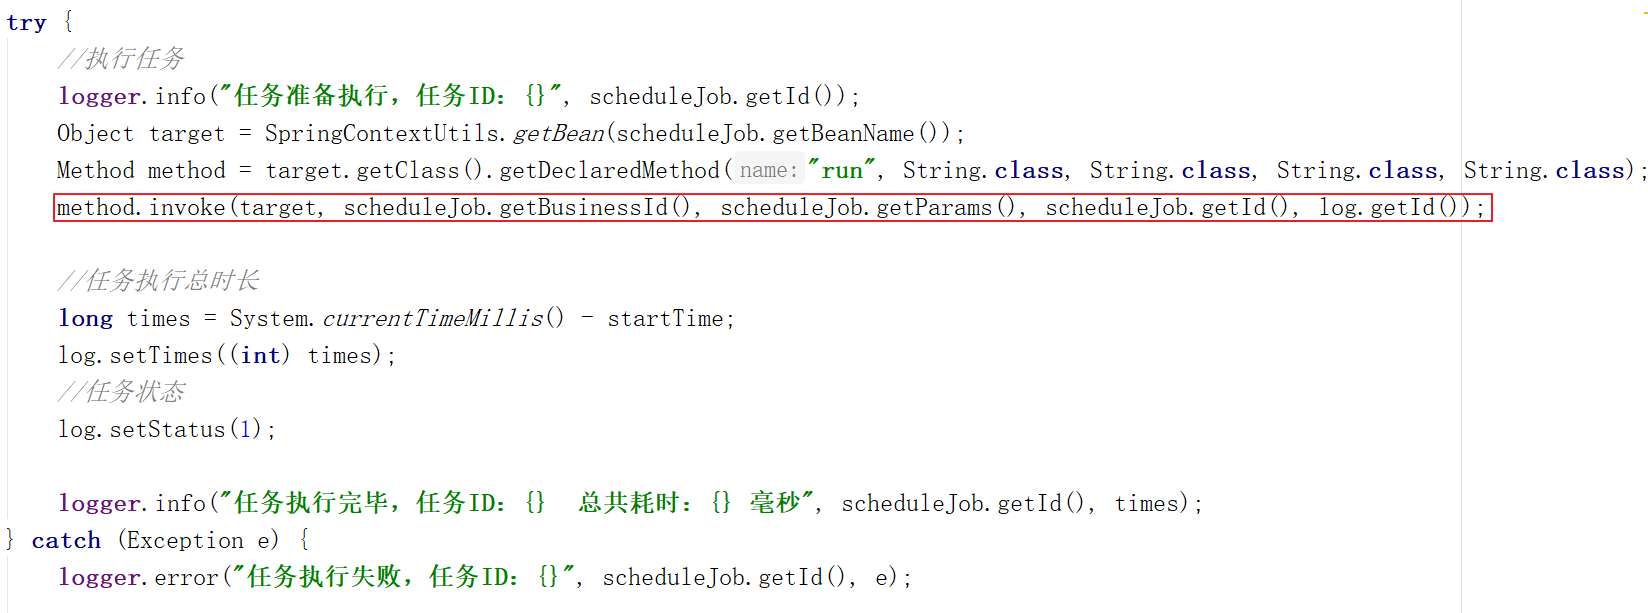 try {
//执行任务
logger.info("任务准备执行，任务ID：{}", scheduleJob.getId());
Object target = SpringContextUtils.getBean(scheduleJob.getBeanName());
Method method = target.getClass().getDeclaredMethod( name: "run", String.class, String.class, String.class, String.class);
method.invoke(target, scheduleJob.getBusinessId(), scheduleJob.getParams(), scheduleJob.getId(), log.getId());
//任务执行总时长
long times = System.currentTimeMillis() - startTime;
log.setTimes((int) times);
//任务状态
log.setStatus(1);
logger.info("任务执行完毕，任务ID：{}  总共耗时：{} 毫秒", scheduleJob.getId(), times);
} catch (Exception e) {
logger.error("任务执行失败，任务ID：{}", scheduleJob.getId(), e);